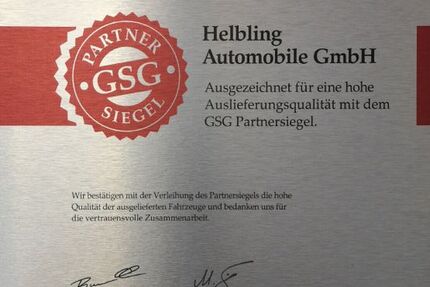 PARTNER
GSG
SIEGEL
Helbling
Automobile GmbH
Ausgezeichnet für eine hohe
Auslieferungsqualität mit dem
GSG Partnersiegel.
Wir bestätigen mit der Verleihung des Partnersiegels die hohe
Qualität der ausgelieferten Fahrzeuge und bedanken uns für
die vertrauensvolle Zusammenarbeit.